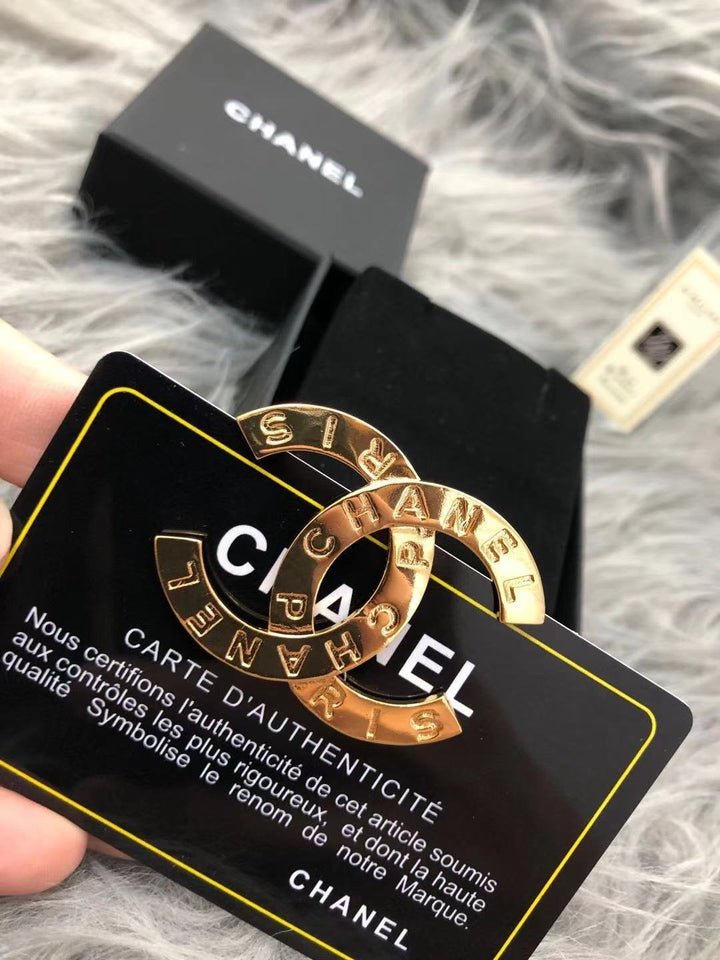 CHANEL
CHANEL PARIS
CHANEL PARIS
CHANEL
CARTE D'AUTHENTICITÉ
Nous certifions l'authenticité de cet article soumis
aux contrôles les plus rigoureux, et dont la haute
qualité Symbolise le renom de notre Marque.
CHANEL